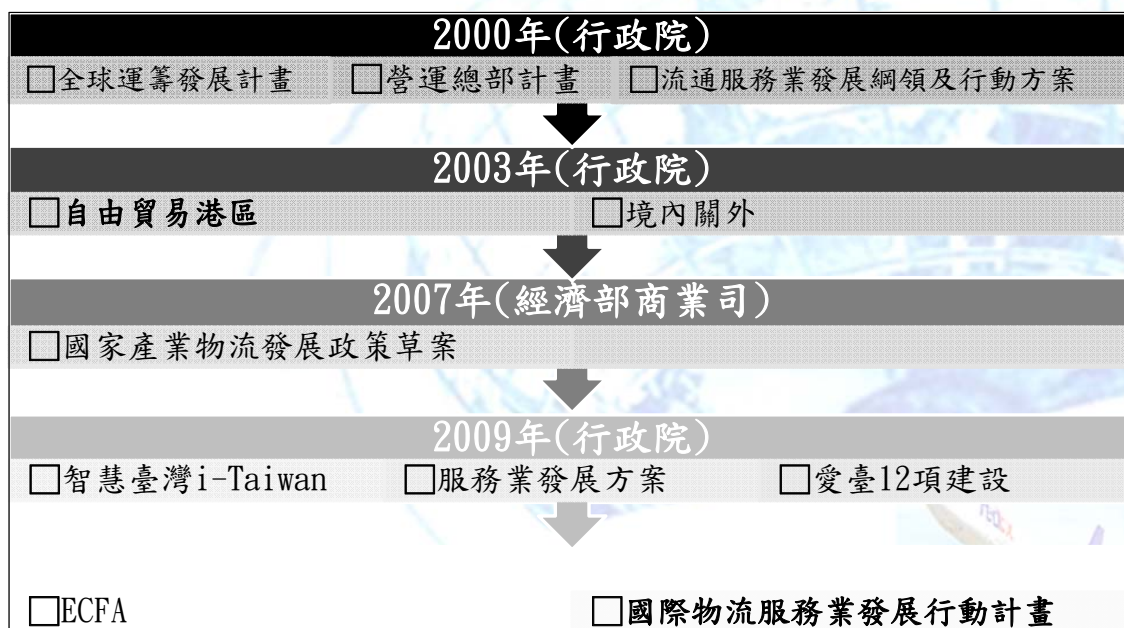 2000年(行政院)
□全球運籌發展計畫 □營運總部計畫 □流通服務業發展綱領及行動方案
2003年(行政院)
□自由貿易港區 □境內關外
2007年(經濟部商業司)
□國家產業物流發展政策草案
2009年(行政院)
□智慧臺灣i-Taiwan □服務業發展方案 □愛臺12項建設
□ECFA □國際物流服務業發展行動計畫